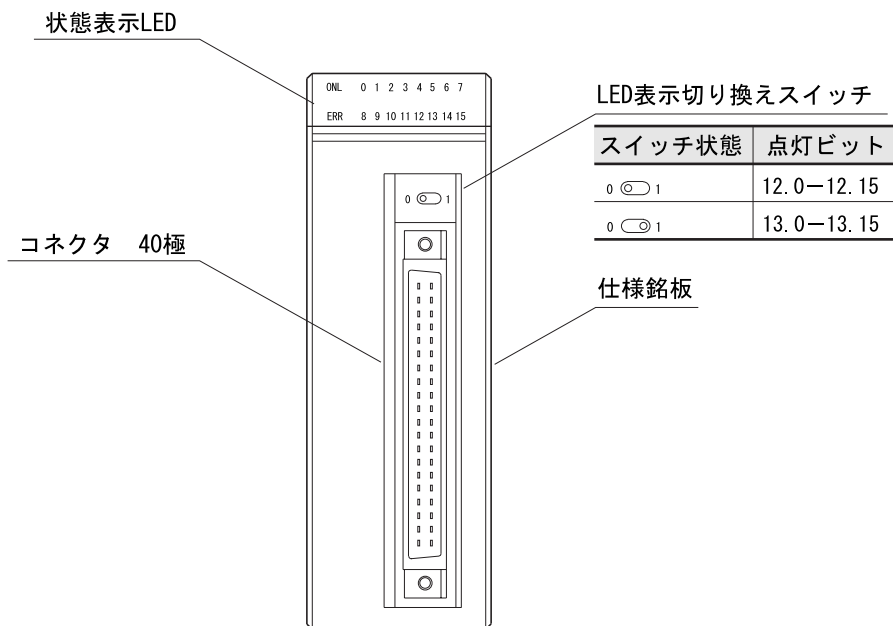 状態表示LED
ONL 0 1 2 3 4 5 6 7
ERR 8 9 10 11 12 13 14 15
LED表示切り換えスイッチ
スイッチ状態 点灯ビット
0 1 12.0－12.15
0 1 13.0－13.15
0 1
コネクタ　40極
仕様銘板